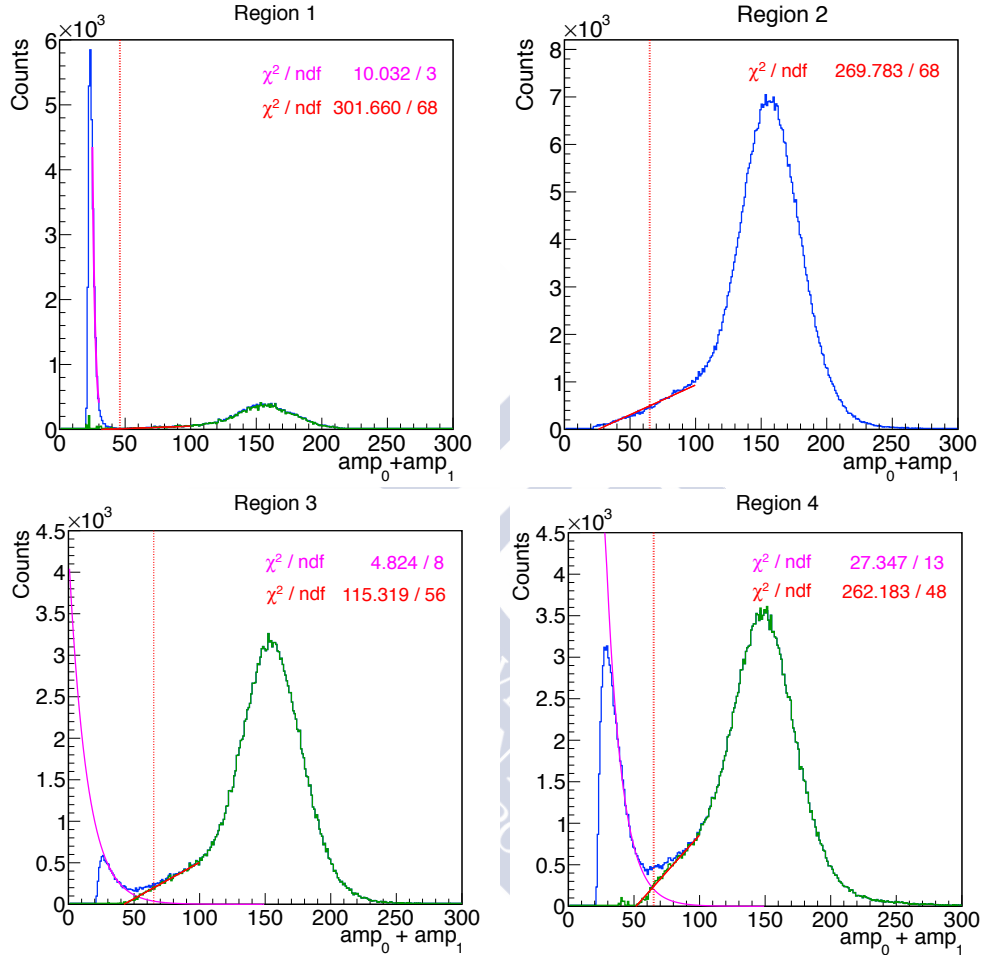 Region 1
×10³
Counts
χ² / ndf 10.032 / 3
χ² / ndf 301.660 / 68
6
5
4
3
2
1
0
0 50 100 150 200 250 300
amp₀+amp₁
Region 2
×10³
Counts
χ² / ndf 269.783 / 68
8
7
6
5
4
3
2
1
0
0 50 100 150 200 250 300
amp₀+amp₁
Region 3
×10³
Counts
χ² / ndf 4.824 / 8
χ² / ndf 115.319 / 56
4.5
4
3.5
3
2.5
2
1.5
1
0.5
0
0 50 100 150 200 250 300
amp₀ + amp₁
Region 4
×10³
Counts
χ² / ndf 27.347 / 13
χ² / ndf 262.183 / 48
4.5
4
3.5
3
2.5
2
1.5
1
0.5
0
0 50 100 150 200 250 300
amp₀ + amp₁